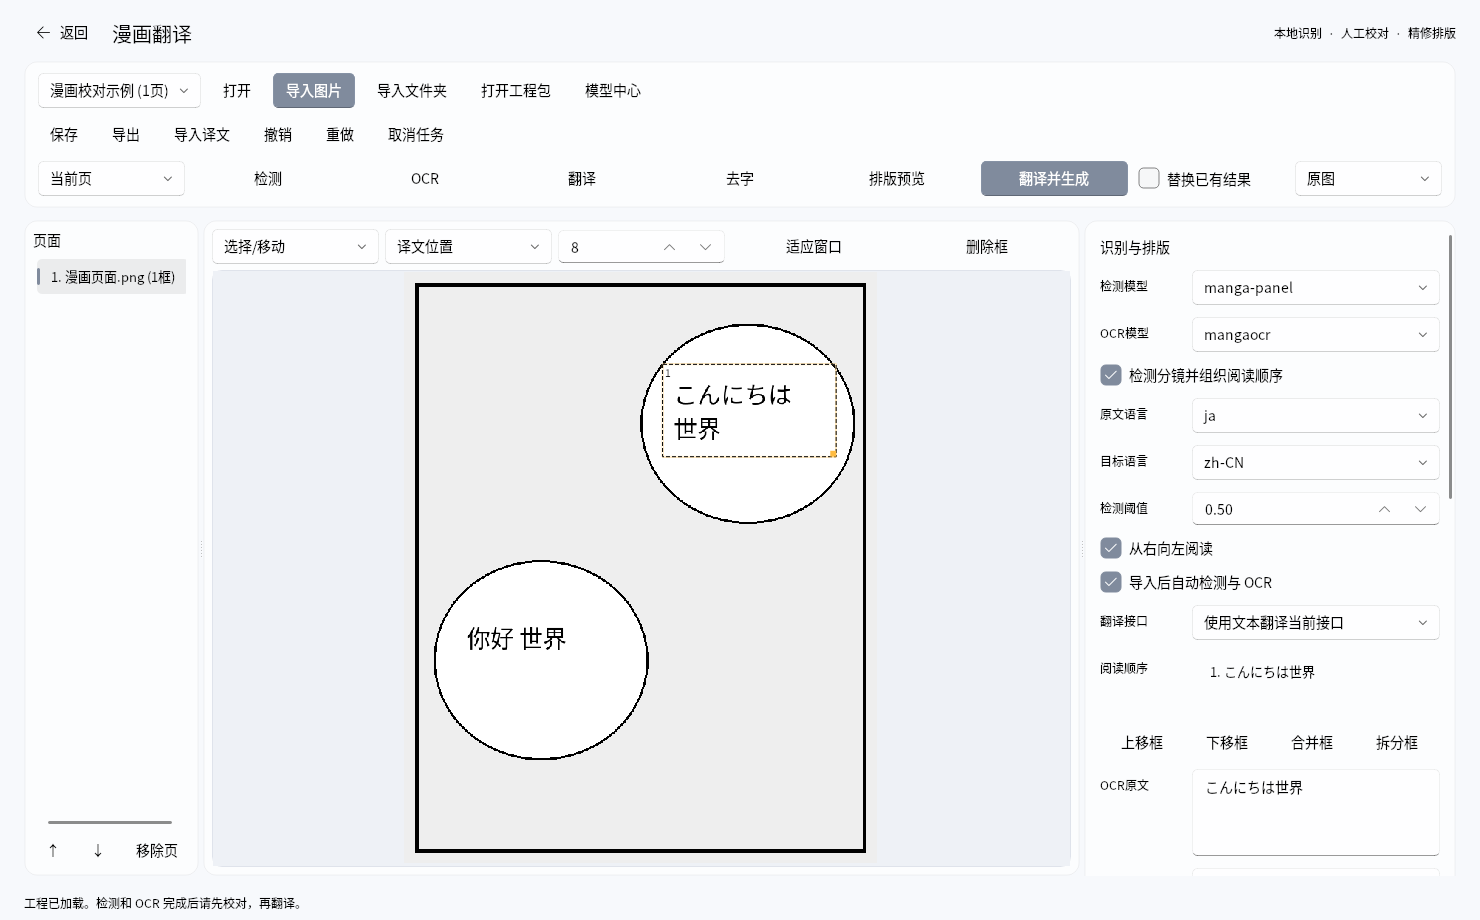 返回
漫画翻译
本地识别 · 人工校对 · 精修排版
漫画校对示例 (1页)
打开
导入图片
导入文件夹
打开工程包
模型中心
保存
导出
导入译文
撤销
重做
取消任务
当前页
检测
OCR
翻译
去字
排版预览
翻译并生成
替换已有结果
原图
页面
1. 漫画页面.png (1框)
↑
↓
移除页
选择/移动
译文位置
8
适应窗口
删除框
1
こんにちは
世界
你好 世界
识别与排版
检测模型
manga-panel
OCR模型
mangaocr
检测分镜并组织阅读顺序
原文语言
ja
目标语言
zh-CN
检测阈值
0.50
从右向左阅读
导入后自动检测与 OCR
翻译接口
使用文本翻译当前接口
阅读顺序
1. こんにちは世界
上移框
下移框
合并框
拆分框
OCR原文
こんにちは世界
工程已加载。检测和 OCR 完成后请先校对，再翻译。